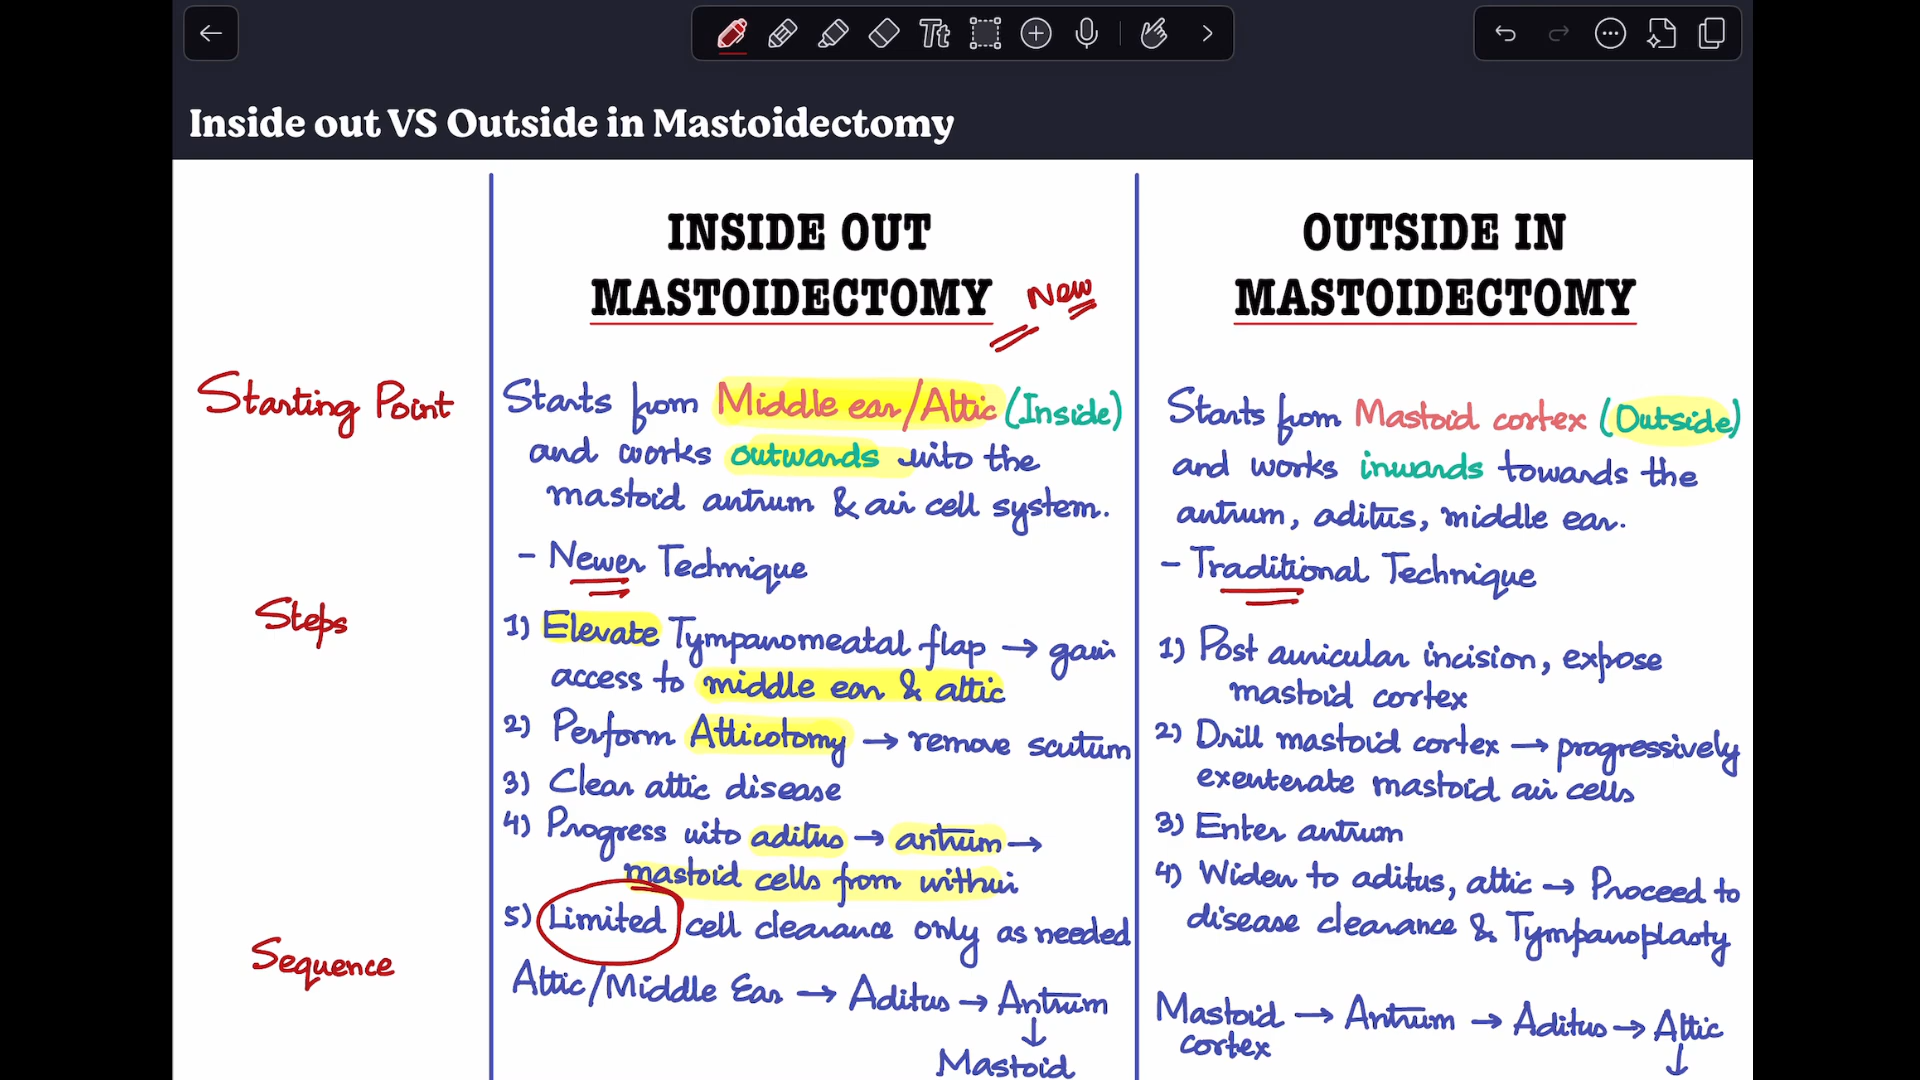 Tt
Inside out VS Outside in Mastoidectomy
INSIDE OUT
MASTOIDECTOMY
New
OUTSIDE IN
MASTOIDECTOMY
Starting Point
Starts from Middle ear/Attic (Inside)
and works outwards into the
mastoid antrum & air cell system.
- Newer Technique
Starts from Mastoid cortex (Outside)
and works inwards towards the
antrum, aditus, middle ear.
- Traditional Technique
Steps
1) Elevate Tympanomeatal flap → gain
access to middle ear & attic
2) Perform Atticotomy → remove scutum
3) Clear attic disease
4) Progress into aditus → antrum →
mastoid cells from within
5) Limited cell clearance only as needed
1) Post auricular incision, expose
mastoid cortex
2) Drill mastoid cortex → progressively
exenterate mastoid air cells
3) Enter antrum
4) Widen to aditus, attic → Proceed to
disease clearance & Tympanoplasty
Sequence
Attic/Middle Ear → Aditus → Antrum
↓
Mastoid
Mastoid → Antrum → Aditus → Attic
cortex
↓